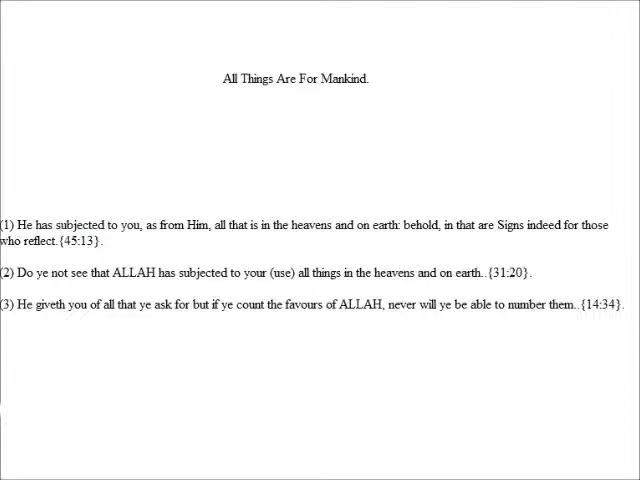 All Things Are For Mankind.
(1) He has subjected to you, as from Him, all that is in the heavens and on earth: behold, in that are Signs indeed for those
who reflect.{45:13}.
(2) Do ye not see that ALLAH has subjected to your (use) all things in the heavens and on earth..{31:20}.
(3) He giveth you of all that ye ask for but if ye count the favours of ALLAH, never will ye be able to number them..{14:34}.